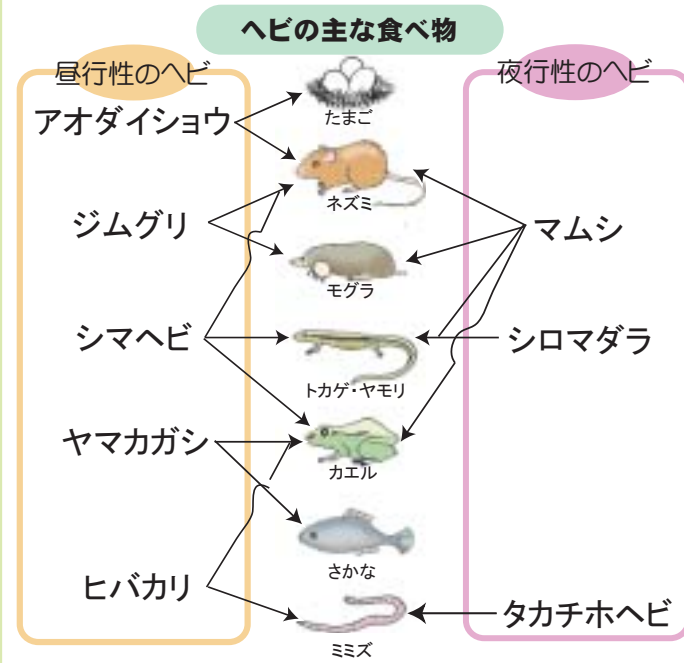 ヘビの主な食べ物
昼行性のヘビ
アオダイショウ
ジムグリ
シマヘビ
ヤマカガシ
ヒバカリ
たまご
ネズミ
モグラ
トカゲ・ヤモリ
カエル
さかな
ミミズ
夜行性のヘビ
マムシ
シロマダラ
タカチホヘビ